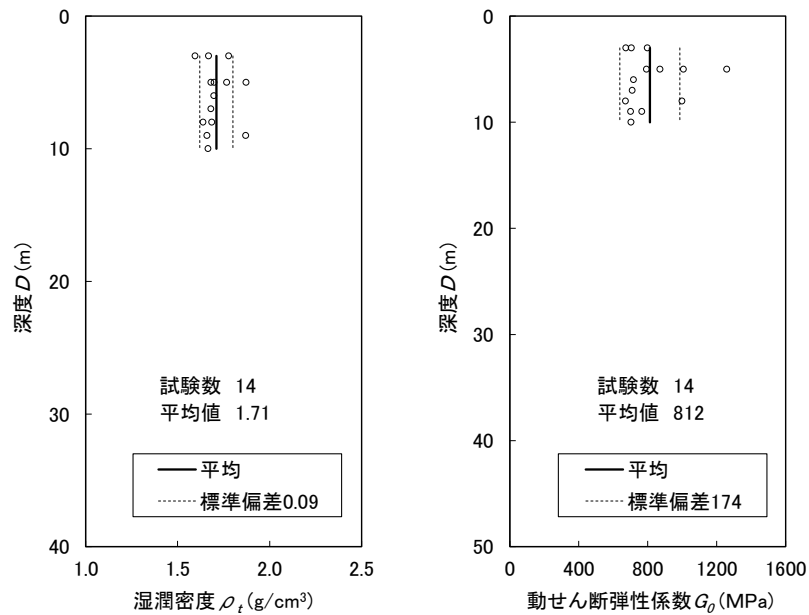 0
10
20
30
40
深度D(m)
試験数 14
平均値 1.71
平均
標準偏差0.09
1.0 1.5 2.0 2.5
湿潤密度ρt(g/cm³)
0
10
20
30
40
50
深度D(m)
試験数 14
平均値 812
平均
標準偏差174
0 400 800 1200 1600
動せん断弾性係数G0(MPa)